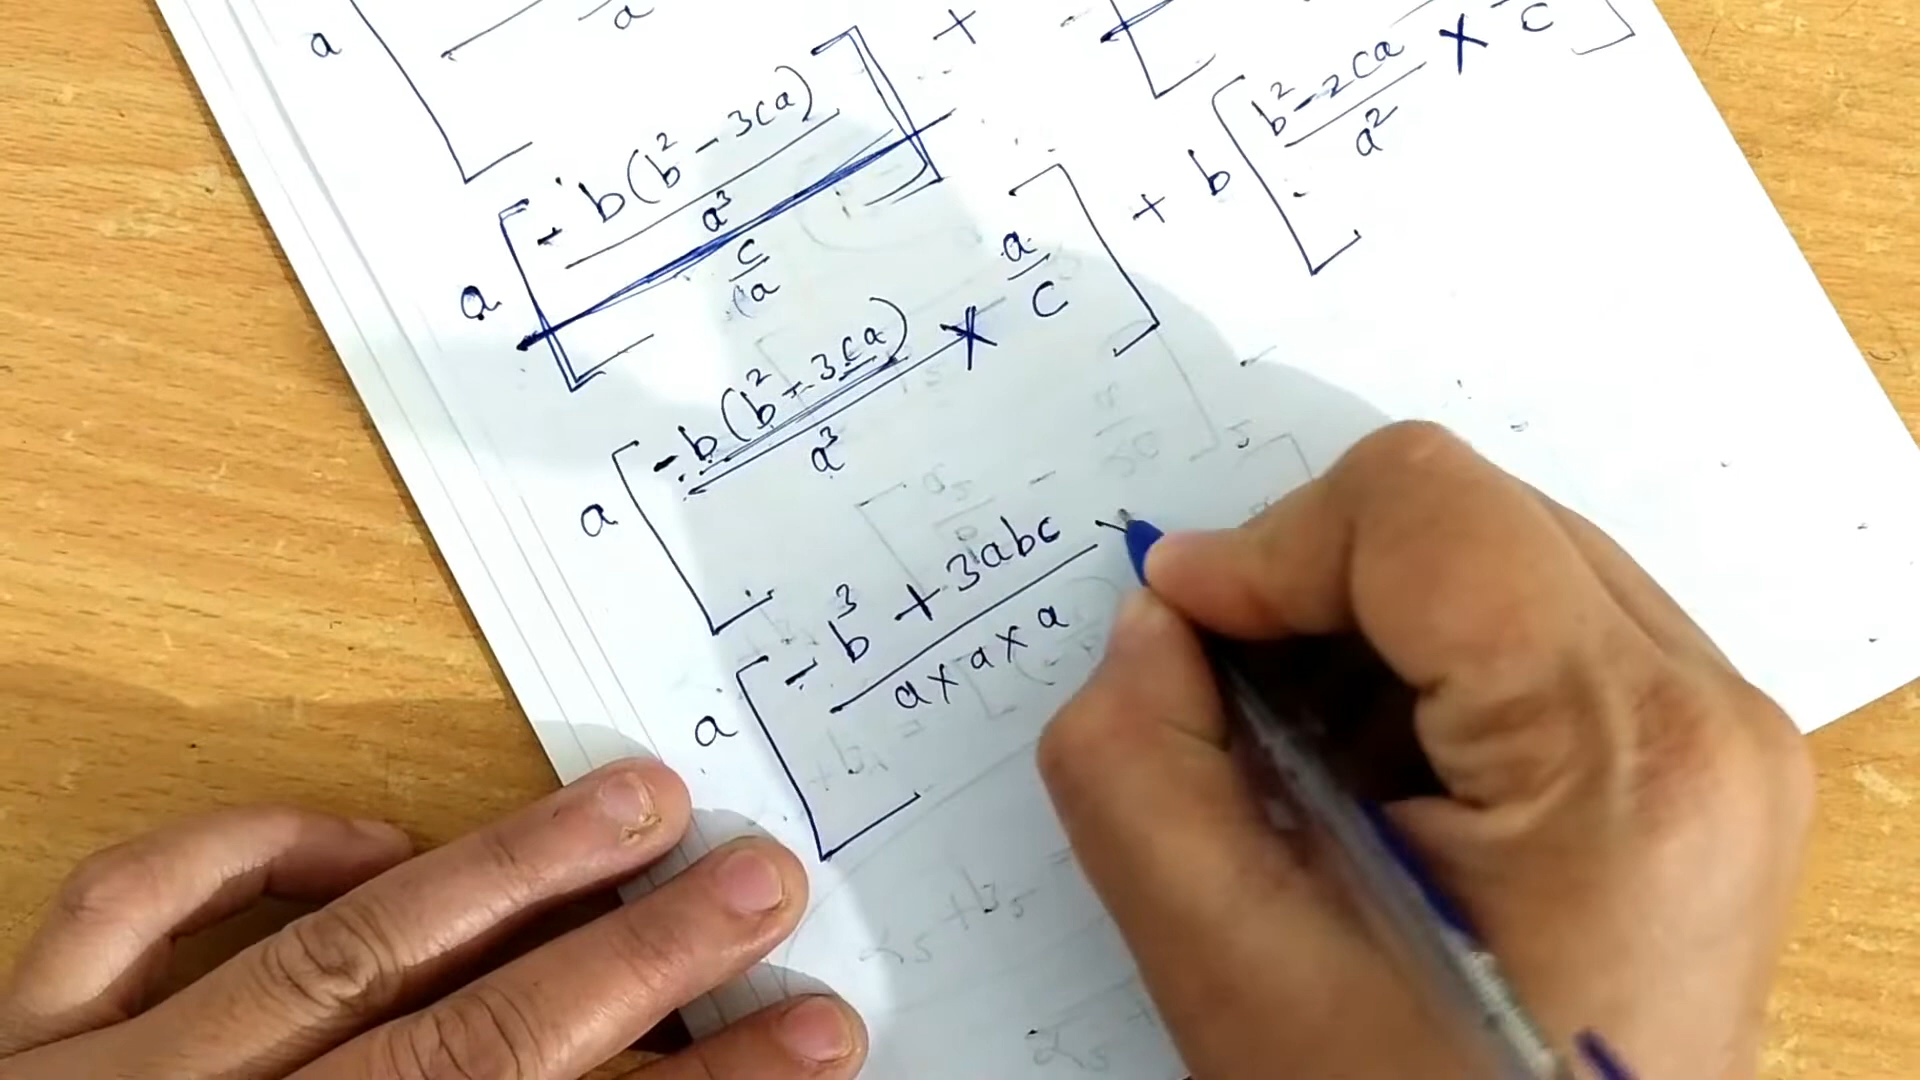 a [ a
a [ - b(b² - 3ca) / a³ / c/a ] +
a [ -b(b² - 3ca) / a³ × a/c ] + b [ b² - 2ca / a² × / c ]
a [ - b³ + 3abc / a × a × a